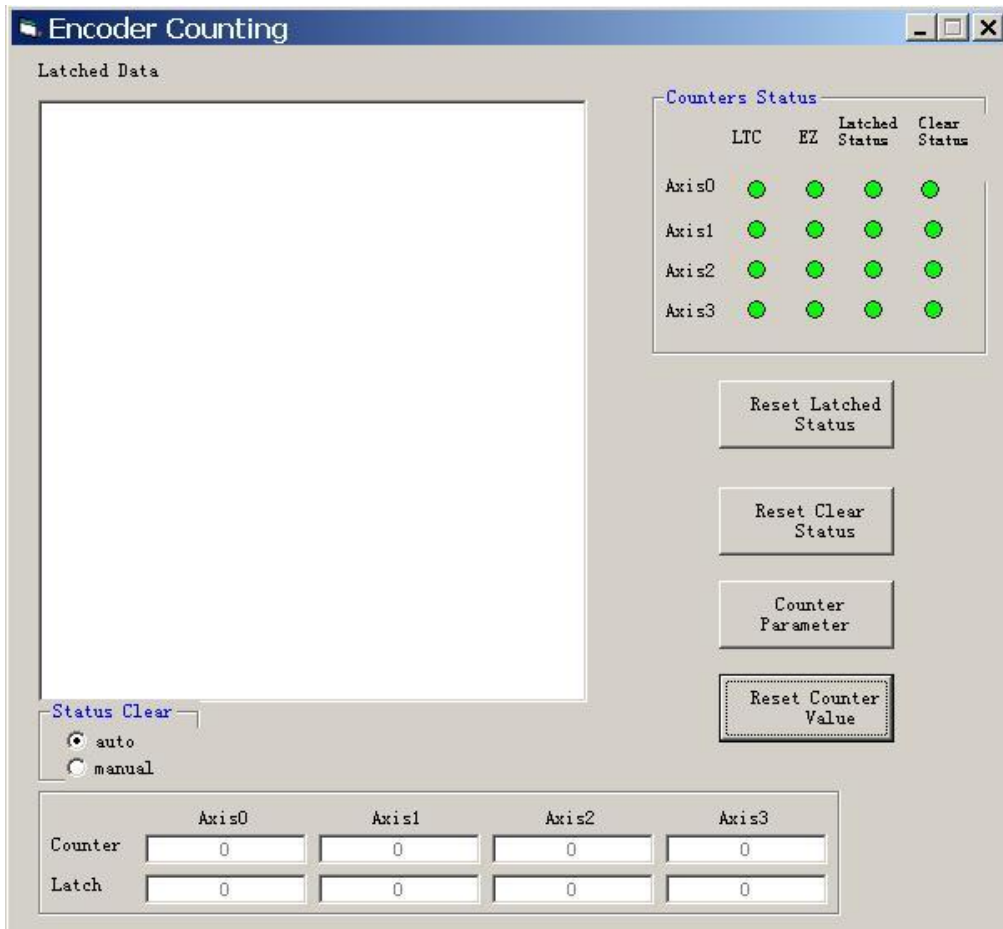 Encoder Counting
Latched Data
Counters Status
LTC EZ Latched Status Clear Status
Axis0
Axis1
Axis2
Axis3
Reset Latched
Status
Reset Clear
Status
Counter
Parameter
Reset Counter
Value
Status Clear
auto
manual
Axis0 Axis1 Axis2 Axis3
Counter 0 0 0 0
Latch 0 0 0 0